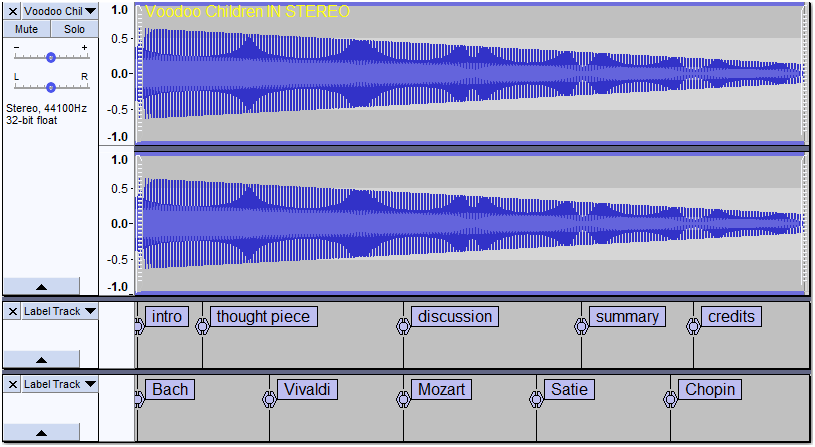 Voodoo Chil
Mute Solo
- +
L R
Stereo, 44100Hz
32-bit float
Voodoo Children IN STEREO
1.0
0.5
0.0
-0.5
-1.0
1.0
0.5
0.0
-0.5
-1.0
Label Track
intro thought piece discussion summary credits
Label Track
Bach Vivaldi Mozart Satie Chopin